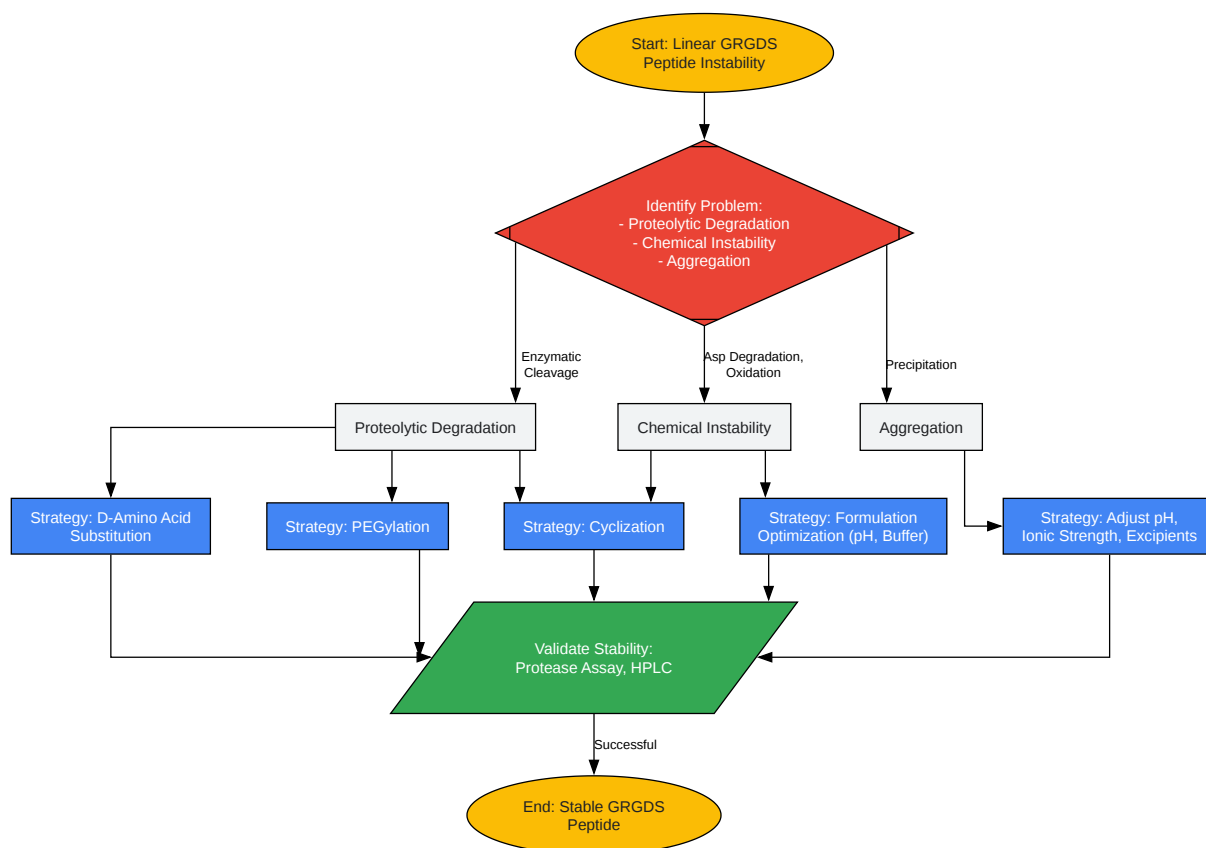 Start: Linear GRGDS
Peptide Instability
Identify Problem:
- Proteolytic Degradation
- Chemical Instability
- Aggregation
Enzymatic
Cleavage
Asp Degradation,
Oxidation
Precipitation
Proteolytic Degradation
Chemical Instability
Aggregation
Strategy: D-Amino Acid
Substitution
Strategy: PEGylation
Strategy: Cyclization
Strategy: Formulation
Optimization (pH, Buffer)
Strategy: Adjust pH,
Ionic Strength, Excipients
Validate Stability:
Protease Assay, HPLC
Successful
End: Stable GRGDS
Peptide